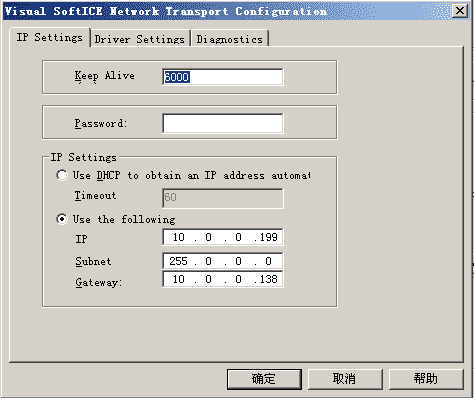 Visual SoftICE Network Transport Configuration
IP Settings Driver Settings Diagnostics
Keep Alive 6000
Password:
IP Settings
Use DHCP to obtain an IP address automat
Timeout 60
Use the following
IP 10 . 0 . 0 .199
Subnet 255 . 0 . 0 . 0
Gateway: 10 . 0 . 0 .138
确定 取消 帮助